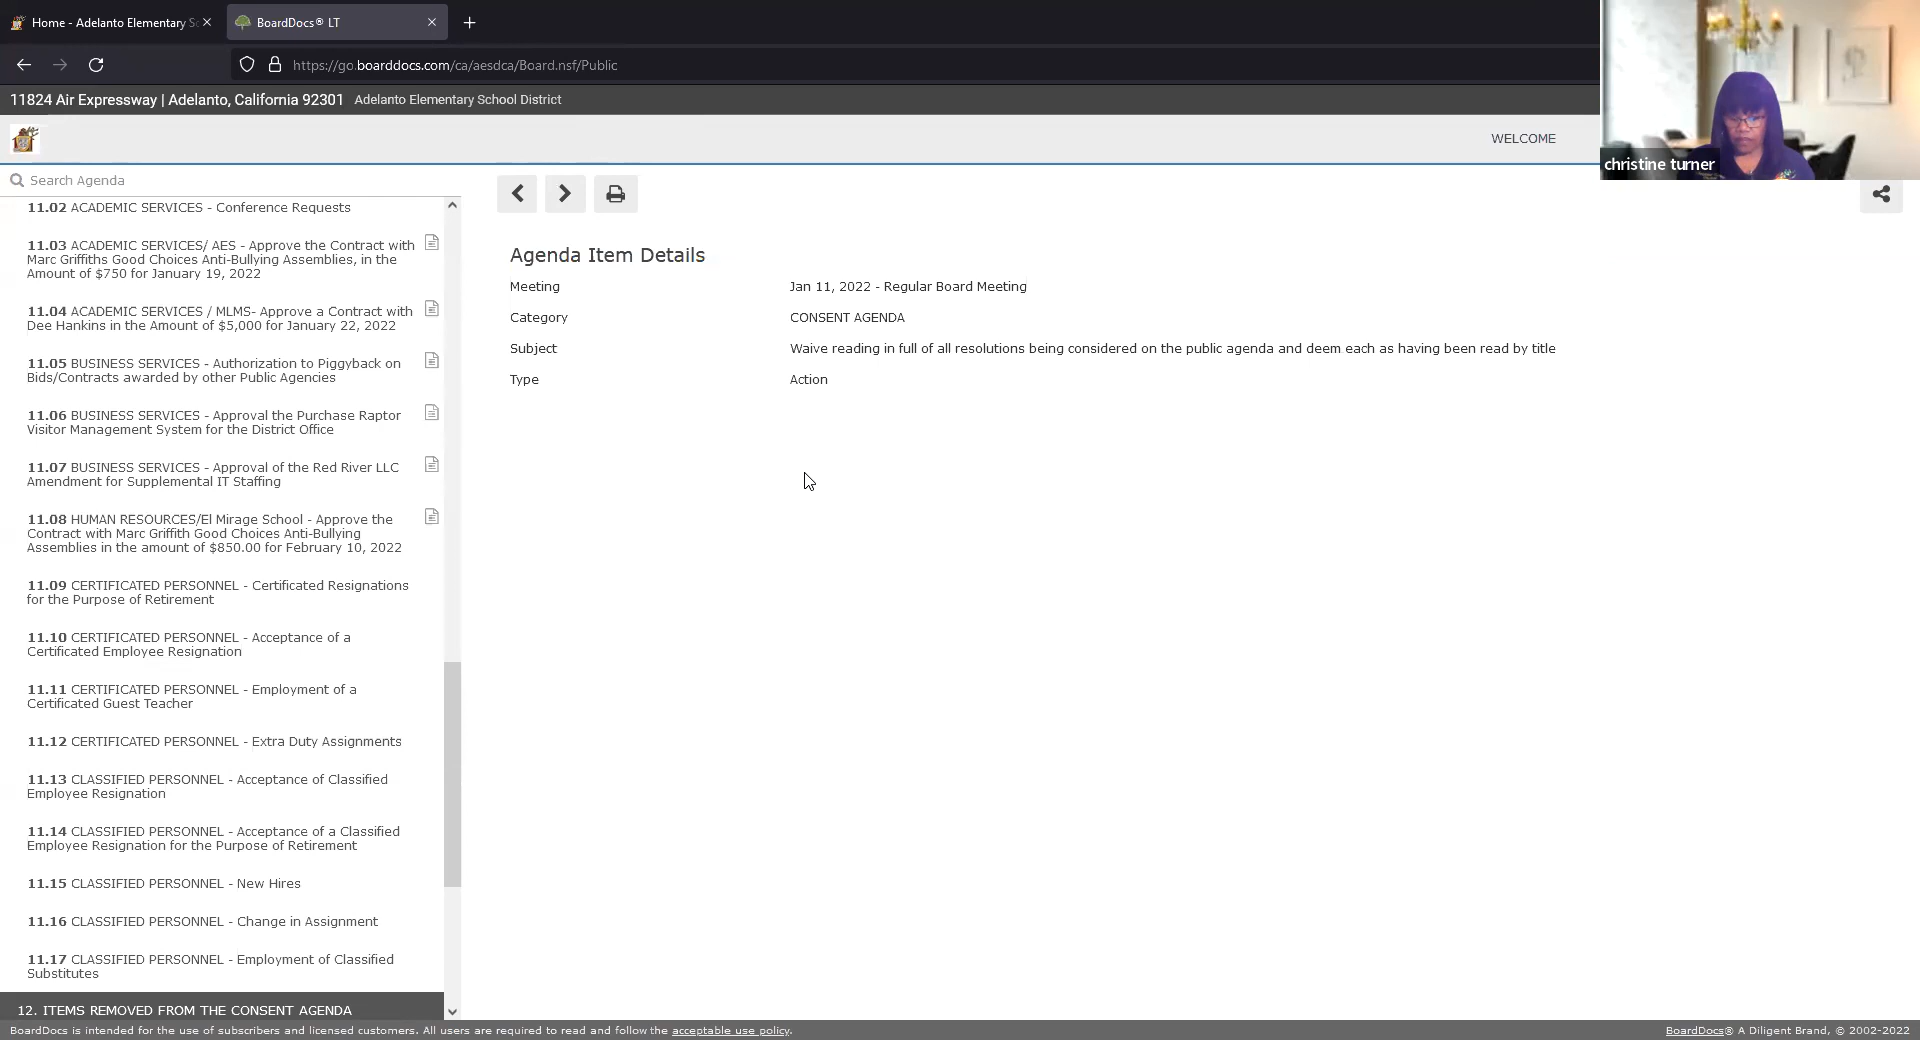 Home - Adelanto Elementary Sc
BoardDocs® LT
https://go.boarddocs.com/ca/aesdca/Board.nsf/Public
11824 Air Expressway | Adelanto, California 92301 Adelanto Elementary School District
WELCOME
christine turner
Search Agenda
11.02 ACADEMIC SERVICES - Conference Requests
11.03 ACADEMIC SERVICES/ AES - Approve the Contract with
Marc Griffiths Good Choices Anti-Bullying Assemblies, in the
Amount of $750 for January 19, 2022
11.04 ACADEMIC SERVICES / MLMS- Approve a Contract with
Dee Hankins in the Amount of $5,000 for January 22, 2022
11.05 BUSINESS SERVICES - Authorization to Piggyback on
Bids/Contracts awarded by other Public Agencies
11.06 BUSINESS SERVICES - Approval the Purchase Raptor
Visitor Management System for the District Office
11.07 BUSINESS SERVICES - Approval of the Red River LLC
Amendment for Supplemental IT Staffing
11.08 HUMAN RESOURCES/El Mirage School - Approve the
Contract with Marc Griffith Good Choices Anti-Bullying
Assemblies in the amount of $850.00 for February 10, 2022
11.09 CERTIFICATED PERSONNEL - Certificated Resignations
for the Purpose of Retirement
11.10 CERTIFICATED PERSONNEL - Acceptance of a
Certificated Employee Resignation
11.11 CERTIFICATED PERSONNEL - Employment of a
Certificated Guest Teacher
11.12 CERTIFICATED PERSONNEL - Extra Duty Assignments
11.13 CLASSIFIED PERSONNEL - Acceptance of Classified
Employee Resignation
11.14 CLASSIFIED PERSONNEL - Acceptance of a Classified
Employee Resignation for the Purpose of Retirement
11.15 CLASSIFIED PERSONNEL - New Hires
11.16 CLASSIFIED PERSONNEL - Change in Assignment
11.17 CLASSIFIED PERSONNEL - Employment of Classified
Substitutes
12. ITEMS REMOVED FROM THE CONSENT AGENDA
Agenda Item Details
Meeting Jan 11, 2022 - Regular Board Meeting
Category CONSENT AGENDA
Subject Waive reading in full of all resolutions being considered on the public agenda and deem each as having been read by title
Type Action
BoardDocs is intended for the use of subscribers and licensed customers. All users are required to read and follow the acceptable use policy.
BoardDocs® A Diligent Brand, © 2002-2022